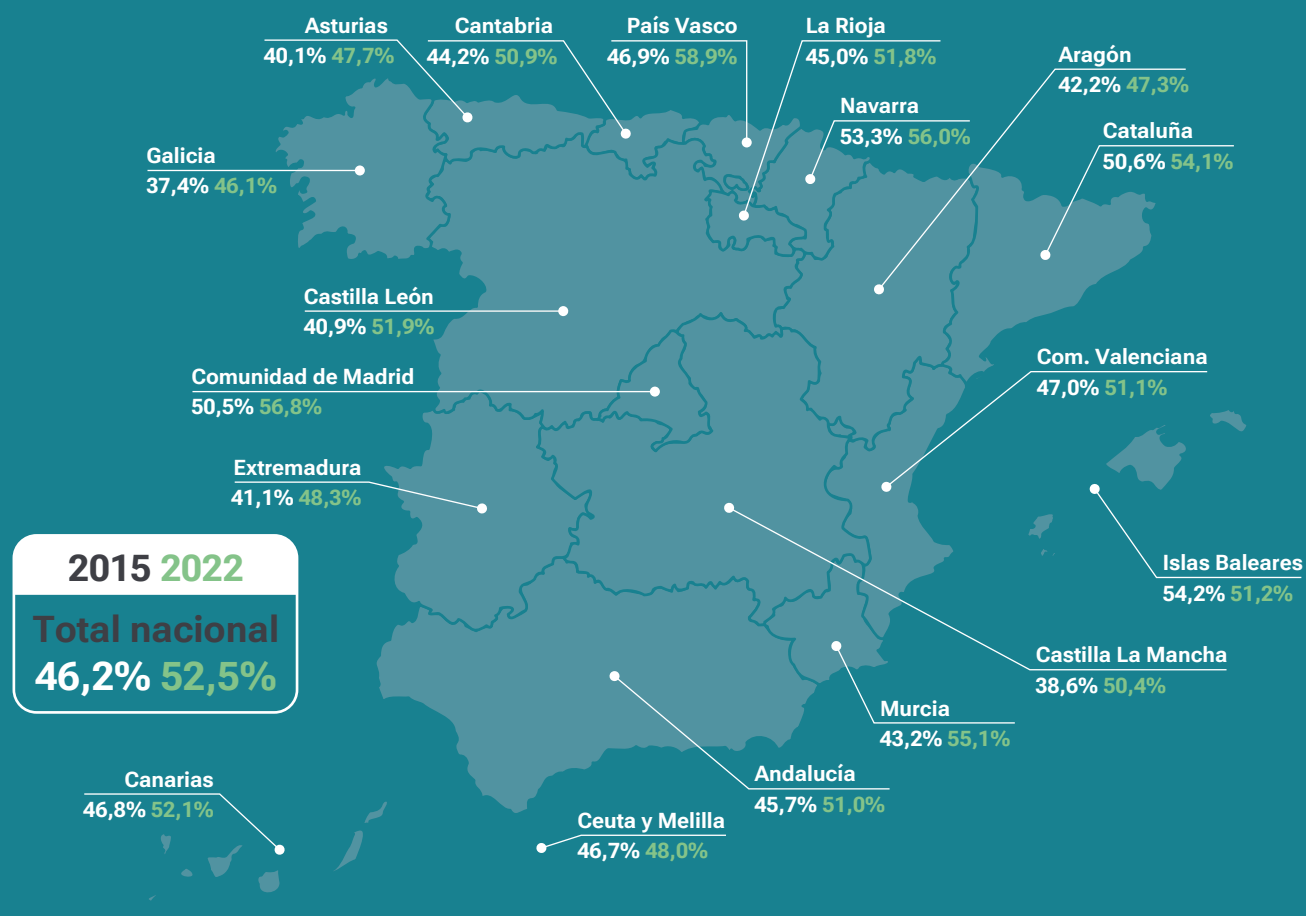 Asturias
40,1% 47,7%
Cantabria
44,2% 50,9%
País Vasco
46,9% 58,9%
La Rioja
45,0% 51,8%
Aragón
42,2% 47,3%
Navarra
53,3% 56,0%
Cataluña
50,6% 54,1%
Galicia
37,4% 46,1%
Castilla León
40,9% 51,9%
Comunidad de Madrid
50,5% 56,8%
Com. Valenciana
47,0% 51,1%
Extremadura
41,1% 48,3%
2015 2022
Total nacional
46,2% 52,5%
Islas Baleares
54,2% 51,2%
Castilla La Mancha
38,6% 50,4%
Murcia
43,2% 55,1%
Andalucía
45,7% 51,0%
Canarias
46,8% 52,1%
Ceuta y Melilla
46,7% 48,0%